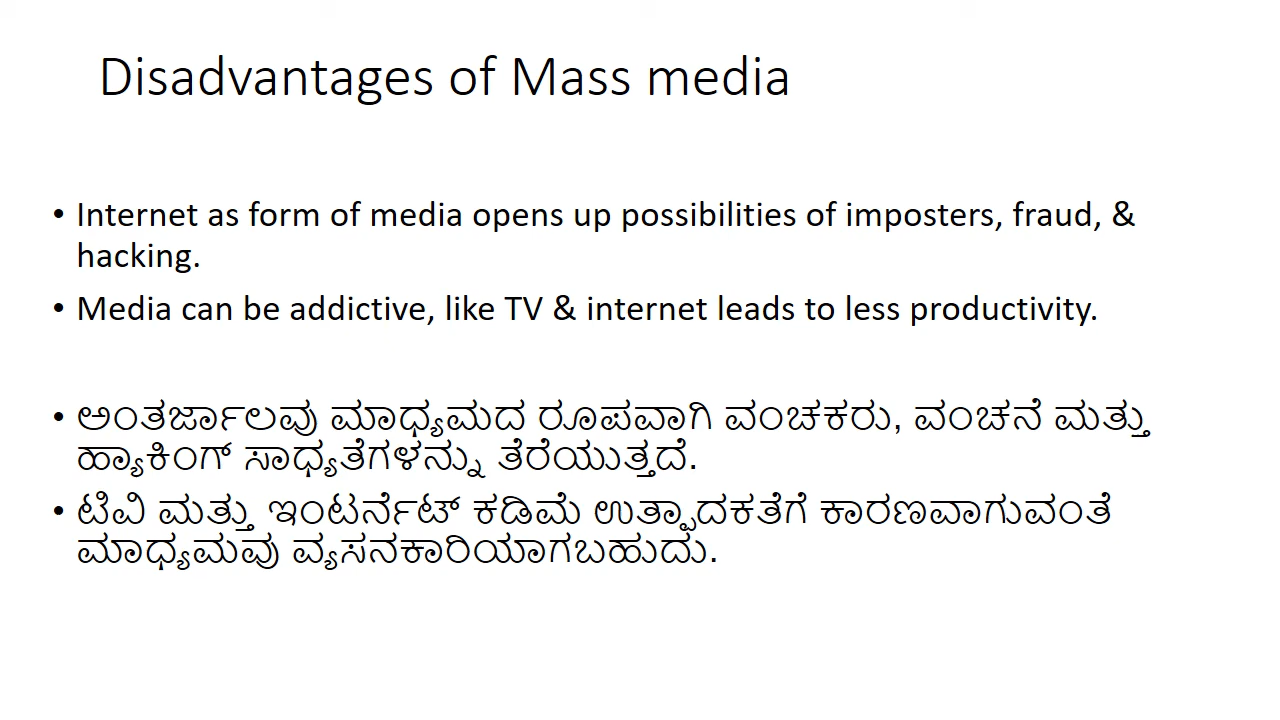 Disadvantages of Mass media
• Internet as form of media opens up possibilities of imposters, fraud, &
hacking.
• Media can be addictive, like TV & internet leads to less productivity.
• ಅಂತರ್ಜಾಲವು ಮಾಧ್ಯಮದ ರೂಪವಾಗಿ ವಂಚಕರು, ವಂಚನೆ ಮತ್ತು
ಹ್ಯಾಕಿಂಗ್ ಸಾಧ್ಯತೆಗಳನ್ನು ತೆರೆಯುತ್ತದೆ.
• ಟಿವಿ ಮತ್ತು ಇಂಟರ್ನೆಟ್ ಕಡಿಮೆ ಉತ್ಪಾದಕತೆಗೆ ಕಾರಣವಾಗುವಂತೆ
ಮಾಧ್ಯಮವು ವ್ಯಸನಕಾರಿಯಾಗಬಹುದು.